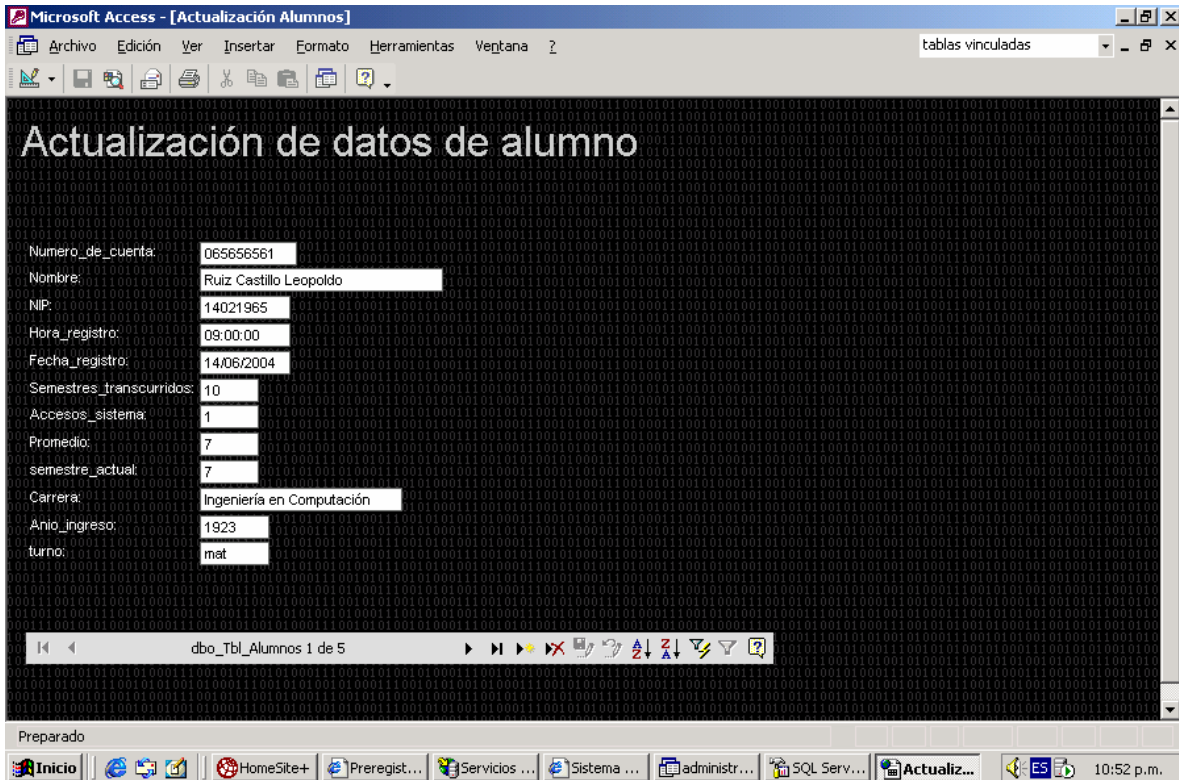 Microsoft Access - [Actualización Alumnos]
Archivo Edición Ver Insertar Formato Herramientas Ventana ? tablas vinculadas
Actualización de datos de alumno
Numero_de_cuenta: 065656561
Nombre: Ruiz Castillo Leopoldo
NIP: 14021965
Hora_registro: 09:00:00
Fecha_registro: 14/06/2004
Semestres_transcurridos: 10
Accesos_sistema: 1
Promedio: 7
semestre_actual: 7
Carrera: Ingeniería en Computación
Anio_ingreso: 1923
turno: mat
dbo_Tbl_Alumnos 1 de 5
Preparado
Inicio HomeSite+ Preregist... Servicios ... Sistema ... administr... SQL Serv... Actualiz... ES 10:52 p.m.